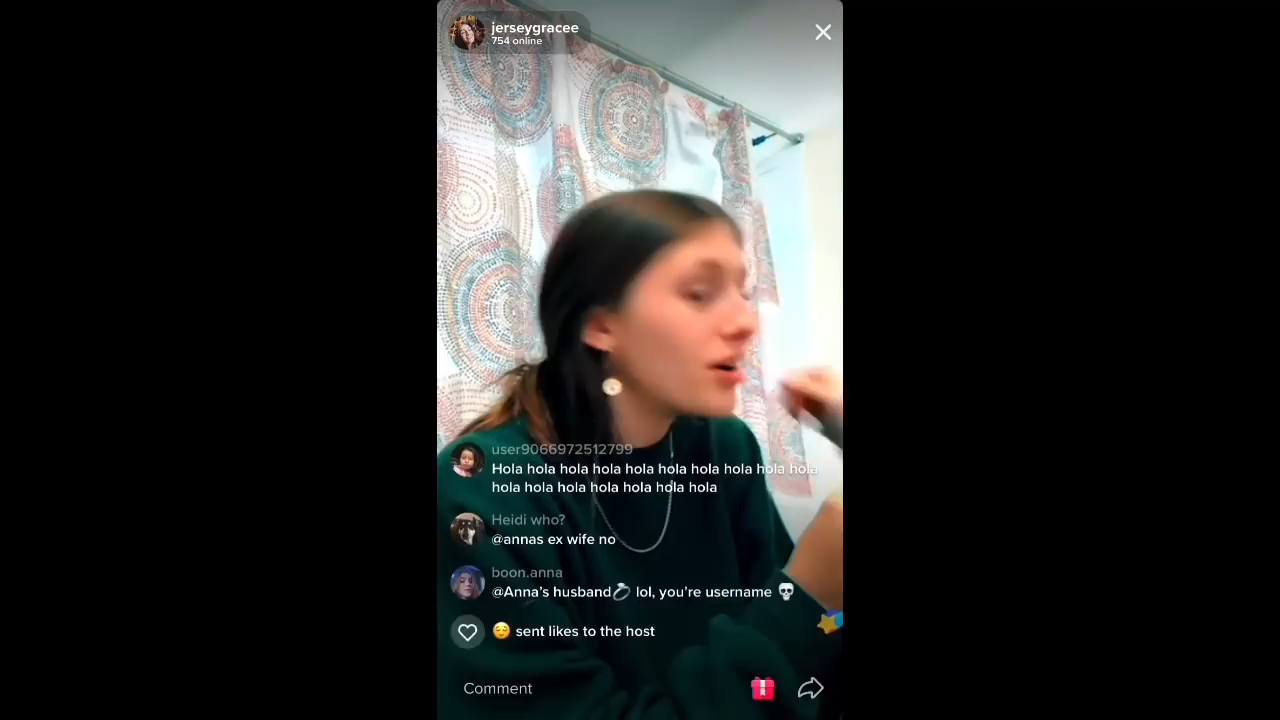 jerseygracee
754 online
user9066972512799
Hola hola hola hola hola hola hola hola hola hola
hola hola hola hola hola hola hola
Heidi who?
@annas ex wife no
boon.anna
@Anna’s husband💍 lol, you’re username 💀
😌 sent likes to the host
Comment